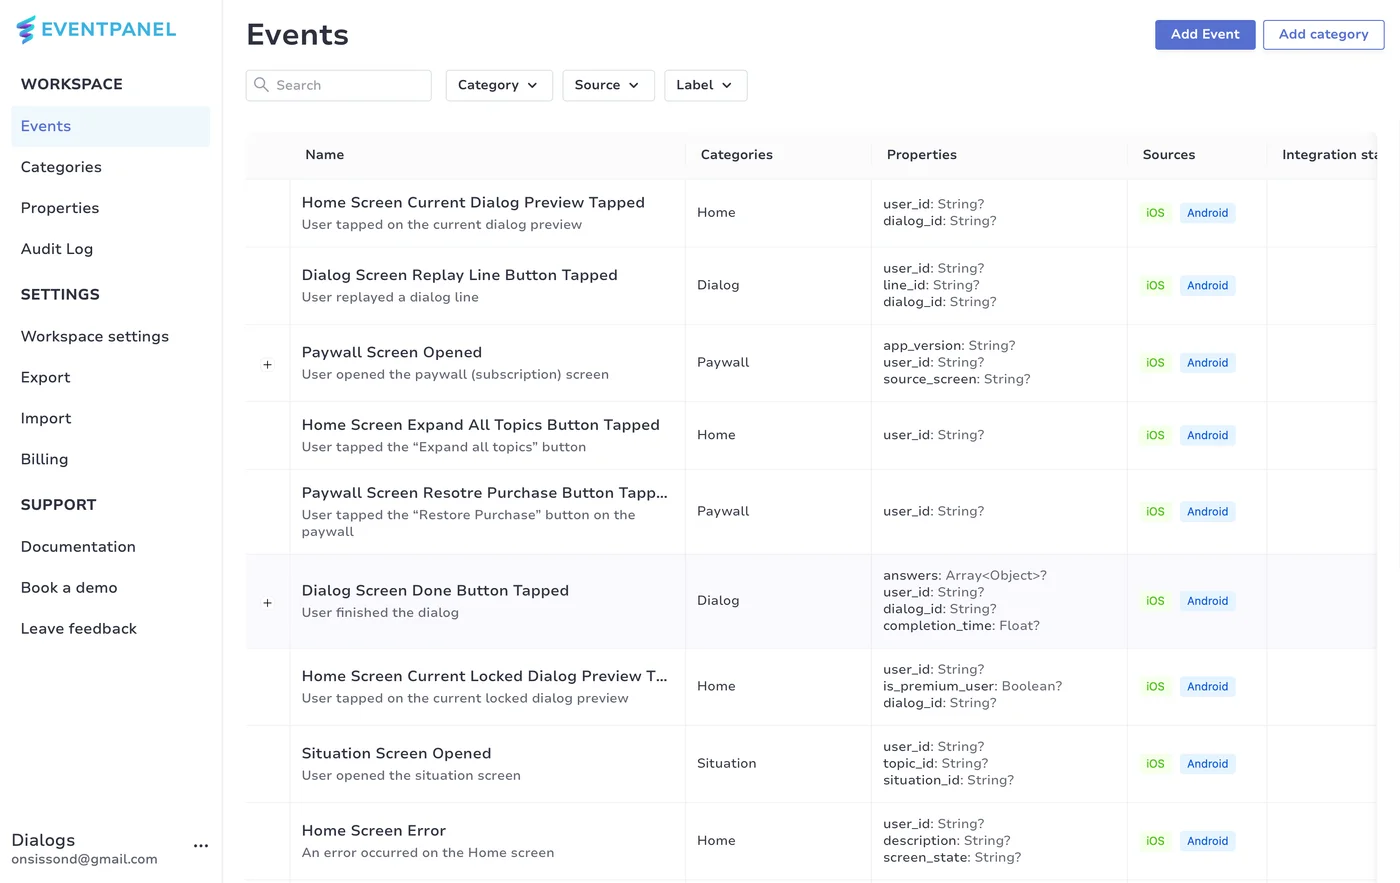 EVENTPANEL
WORKSPACE
Events
Categories
Properties
Audit Log
SETTINGS
Workspace settings
Export
Import
Billing
SUPPORT
Documentation
Book a demo
Leave feedback
Dialogs
onsissond@gmail.com
Events
Add Event
Add category
Search
Category
Source
Label
Name
Categories
Properties
Sources
Integration sta
Home Screen Current Dialog Preview Tapped
User tapped on the current dialog preview
Home
user_id: String?
dialog_id: String?
iOS
Android
Dialog Screen Replay Line Button Tapped
User replayed a dialog line
Dialog
user_id: String?
line_id: String?
dialog_id: String?
iOS
Android
+
Paywall Screen Opened
User opened the paywall (subscription) screen
Paywall
app_version: String?
user_id: String?
source_screen: String?
iOS
Android
Home Screen Expand All Topics Button Tapped
User tapped the “Expand all topics” button
Home
user_id: String?
iOS
Android
Paywall Screen Resotre Purchase Button Tapp...
User tapped the “Restore Purchase” button on the
paywall
Paywall
user_id: String?
iOS
Android
+
Dialog Screen Done Button Tapped
User finished the dialog
Dialog
answers: Array<Object>?
user_id: String?
dialog_id: String?
completion_time: Float?
iOS
Android
Home Screen Current Locked Dialog Preview T...
User tapped on the current locked dialog preview
Home
user_id: String?
is_premium_user: Boolean?
dialog_id: String?
iOS
Android
Situation Screen Opened
User opened the situation screen
Situation
user_id: String?
topic_id: String?
situation_id: String?
iOS
Android
Home Screen Error
An error occurred on the Home screen
Home
user_id: String?
description: String?
screen_state: String?
iOS
Android